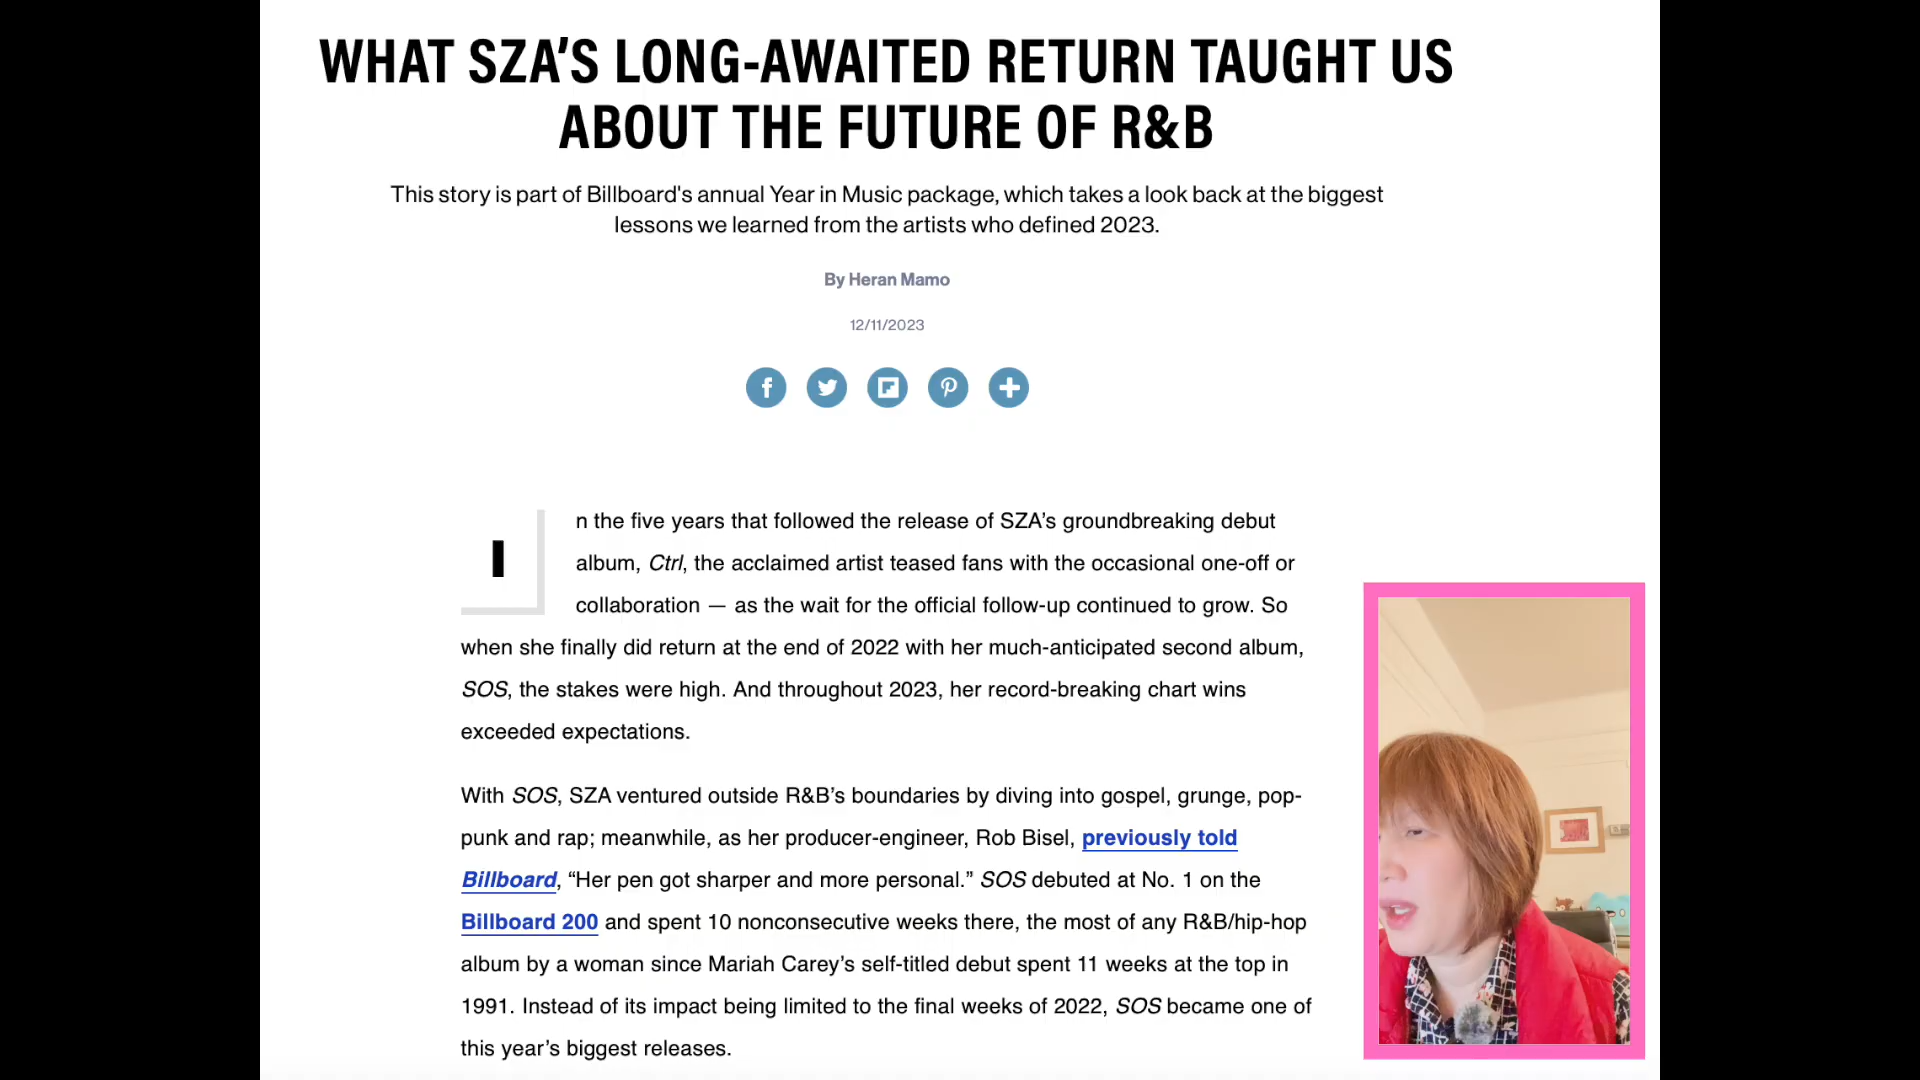 WHAT SZA'S LONG-AWAITED RETURN TAUGHT US
ABOUT THE FUTURE OF R&B
This story is part of Billboard's annual Year in Music package, which takes a look back at the biggest
lessons we learned from the artists who defined 2023.
By Heran Mamo
12/11/2023
In the five years that followed the release of SZA’s groundbreaking debut
album, Ctrl, the acclaimed artist teased fans with the occasional one-off or
collaboration — as the wait for the official follow-up continued to grow. So
when she finally did return at the end of 2022 with her much-anticipated second album,
SOS, the stakes were high. And throughout 2023, her record-breaking chart wins
exceeded expectations.
With SOS, SZA ventured outside R&B’s boundaries by diving into gospel, grunge, pop-
punk and rap; meanwhile, as her producer-engineer, Rob Bisel, previously told
Billboard, “Her pen got sharper and more personal.” SOS debuted at No. 1 on the
Billboard 200 and spent 10 nonconsecutive weeks there, the most of any R&B/hip-hop
album by a woman since Mariah Carey’s self-titled debut spent 11 weeks at the top in
1991. Instead of its impact being limited to the final weeks of 2022, SOS became one of
this year’s biggest releases.